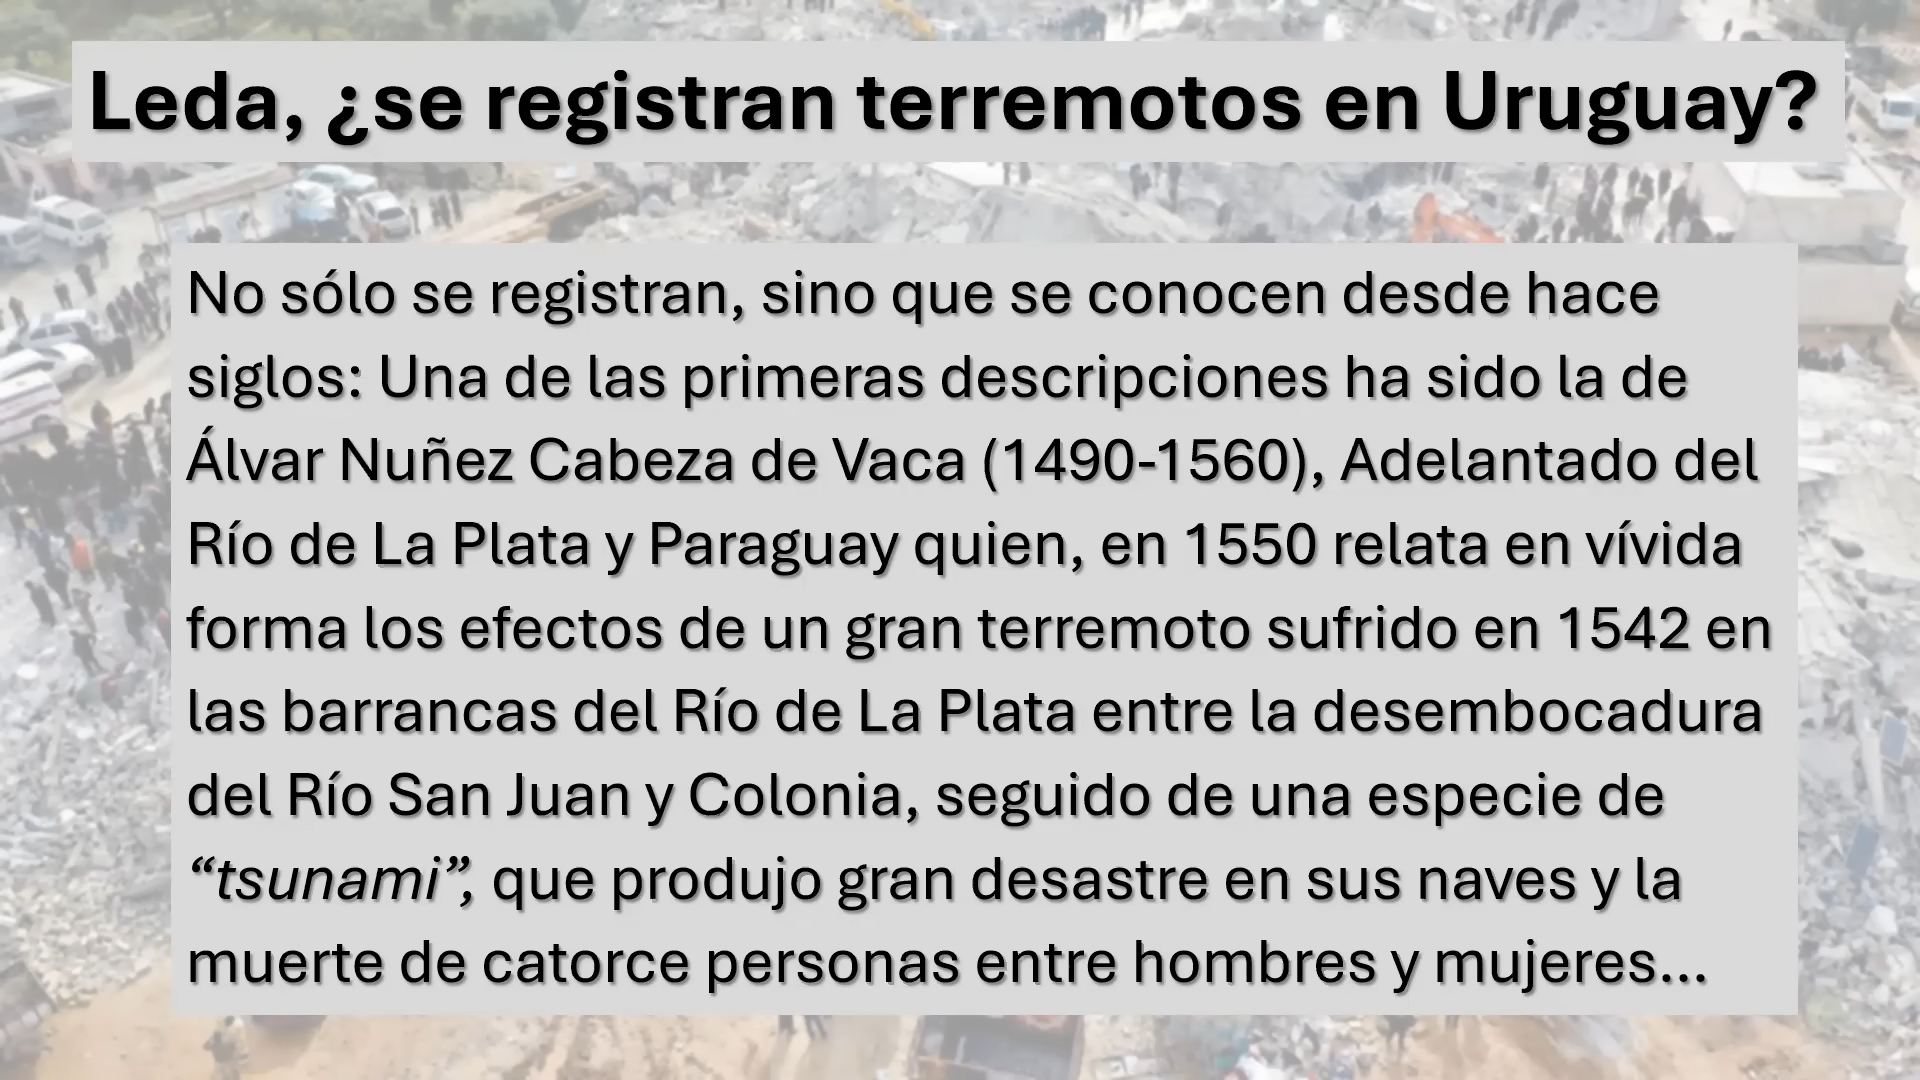 Leda, ¿se registran terremotos en Uruguay?
No sólo se registran, sino que se conocen desde hace
siglos: Una de las primeras descripciones ha sido la de
Álvar Nuñez Cabeza de Vaca (1490-1560), Adelantado del
Río de La Plata y Paraguay quien, en 1550 relata en vívida
forma los efectos de un gran terremoto sufrido en 1542 en
las barrancas del Río de La Plata entre la desembocadura
del Río San Juan y Colonia, seguido de una especie de
“tsunami”, que produjo gran desastre en sus naves y la
muerte de catorce personas entre hombres y mujeres...